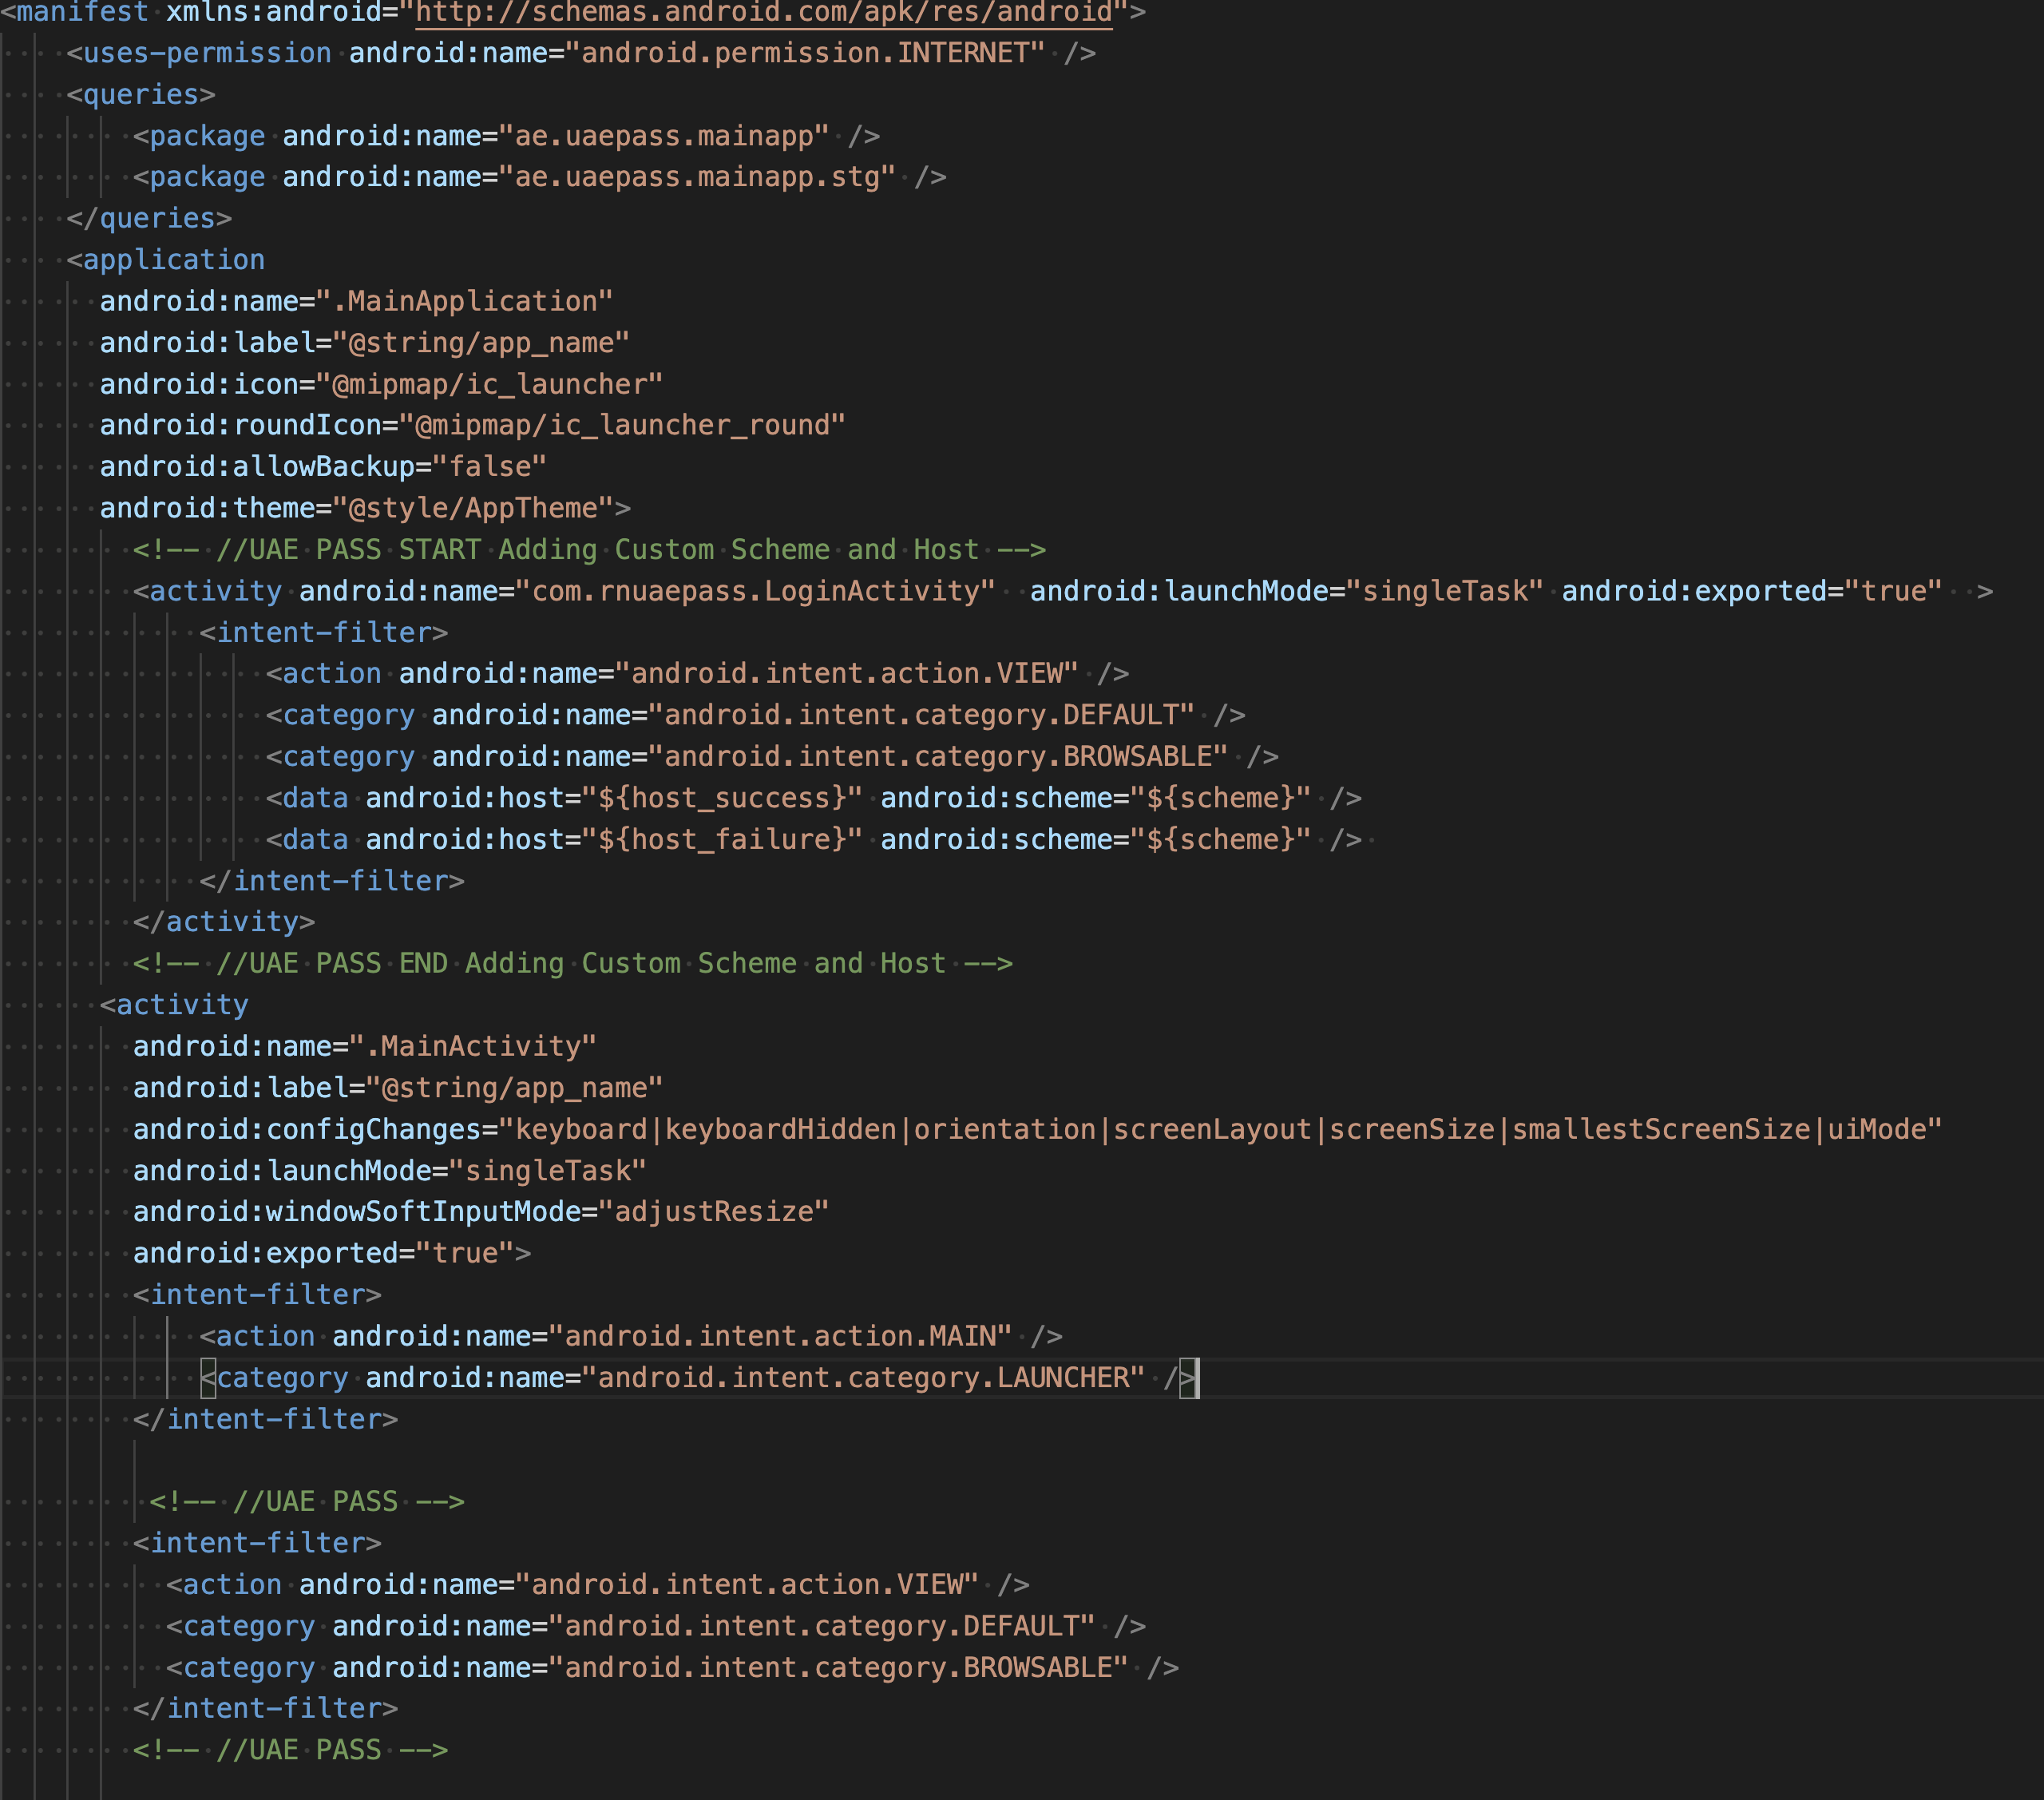 <manifest xmlns:android="http://schemas.android.com/apk/res/android">
    <uses-permission android:name="android.permission.INTERNET" />
    <queries>
        <package android:name="ae.uaepass.mainapp" />
        <package android:name="ae.uaepass.mainapp.stg" />
    </queries>
    <application
      android:name=".MainApplication"
      android:label="@string/app_name"
      android:icon="@mipmap/ic_launcher"
      android:roundIcon="@mipmap/ic_launcher_round"
      android:allowBackup="false"
      android:theme="@style/AppTheme">
        <!-- //UAE PASS START Adding Custom Scheme and Host -->
        <activity android:name="com.rnuaepass.LoginActivity"  android:launchMode="singleTask" android:exported="true"  >
            <intent-filter>
                <action android:name="android.intent.action.VIEW" />
                <category android:name="android.intent.category.DEFAULT" />
                <category android:name="android.intent.category.BROWSABLE" />
                <data android:host="${host_success}" android:scheme="${scheme}" />
                <data android:host="${host_failure}" android:scheme="${scheme}" />
            </intent-filter>
        </activity>
        <!-- //UAE PASS END Adding Custom Scheme and Host -->
      <activity
        android:name=".MainActivity"
        android:label="@string/app_name"
        android:configChanges="keyboard|keyboardHidden|orientation|screenLayout|screenSize|smallestScreenSize|uiMode"
        android:launchMode="singleTask"
        android:windowSoftInputMode="adjustResize"
        android:exported="true">
        <intent-filter>
            <action android:name="android.intent.action.MAIN" />
            <category android:name="android.intent.category.LAUNCHER" />
        </intent-filter>

         <!-- //UAE PASS -->
        <intent-filter>
          <action android:name="android.intent.action.VIEW" />
          <category android:name="android.intent.category.DEFAULT" />
          <category android:name="android.intent.category.BROWSABLE" />
        </intent-filter>
        <!-- //UAE PASS -->